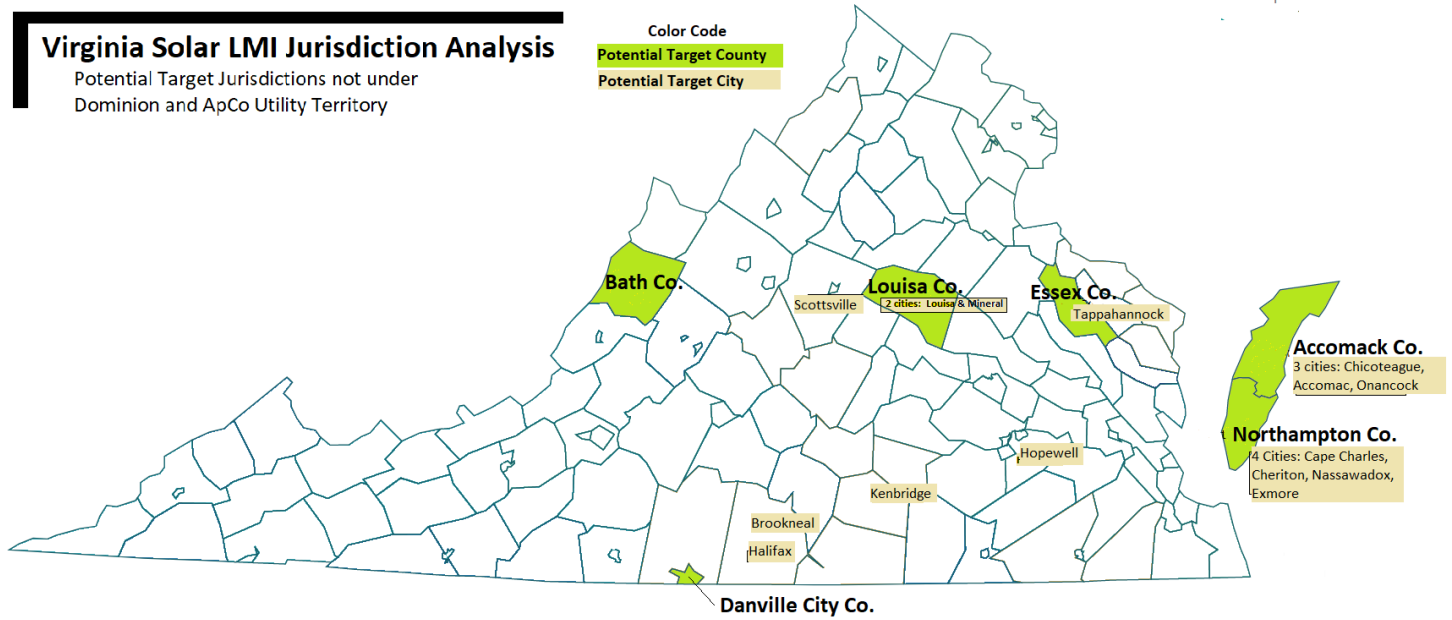 Virginia Solar LMI Jurisdiction Analysis
Potential Target Jurisdictions not under
Dominion and ApCo Utility Territory
Color Code
Potential Target County
Potential Target City
Bath Co.
Scottsville
Louisa Co.
2 cities: Louisa & Mineral
Essex Co.
Tappahannock
Accomack Co.
3 cities: Chicoteague,
Accomac, Onancock
Northampton Co.
4 Cities: Cape Charles,
Cheriton, Nassawadox,
Exmore
Hopewell
Kenbridge
Brookneal
Halifax
Danville City Co.